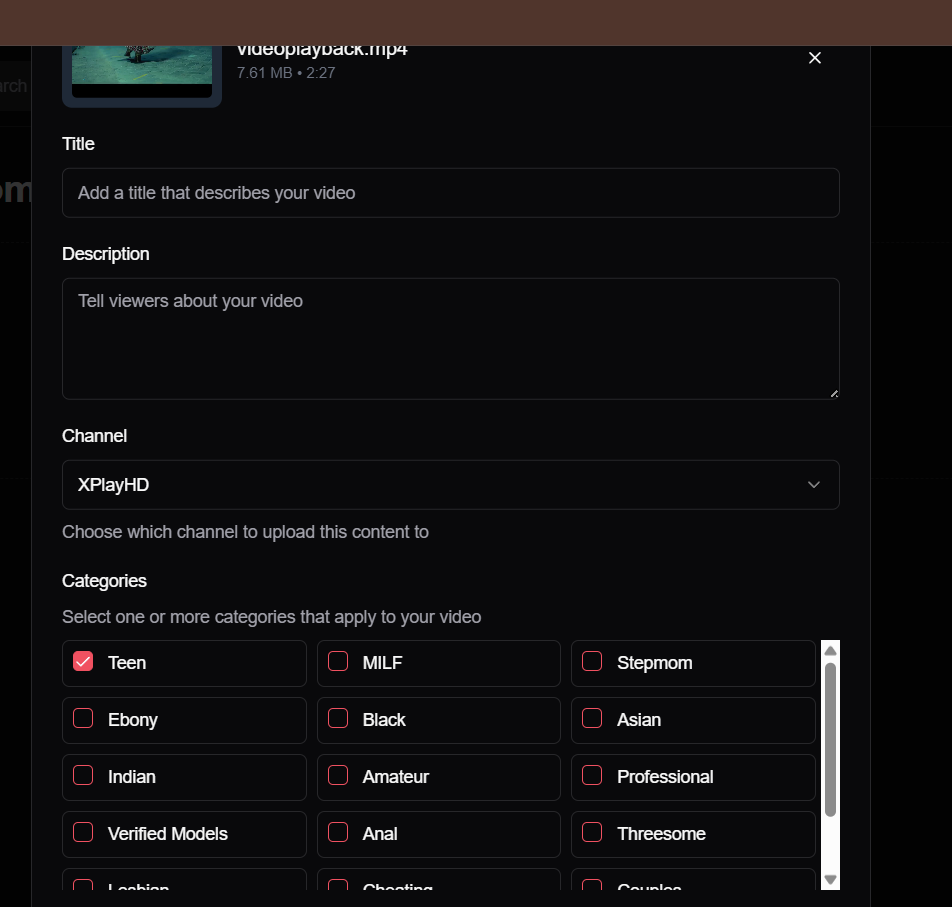 videoplayback.mp4
7.61 MB • 2:27
Title
Add a title that describes your video
Description
Tell viewers about your video
Channel
XPlayHD
Choose which channel to upload this content to
Categories
Select one or more categories that apply to your video
Teen
MILF
Stepmom
Ebony
Black
Asian
Indian
Amateur
Professional
Verified Models
Anal
Threesome
Lesbian
Cheating
Couples